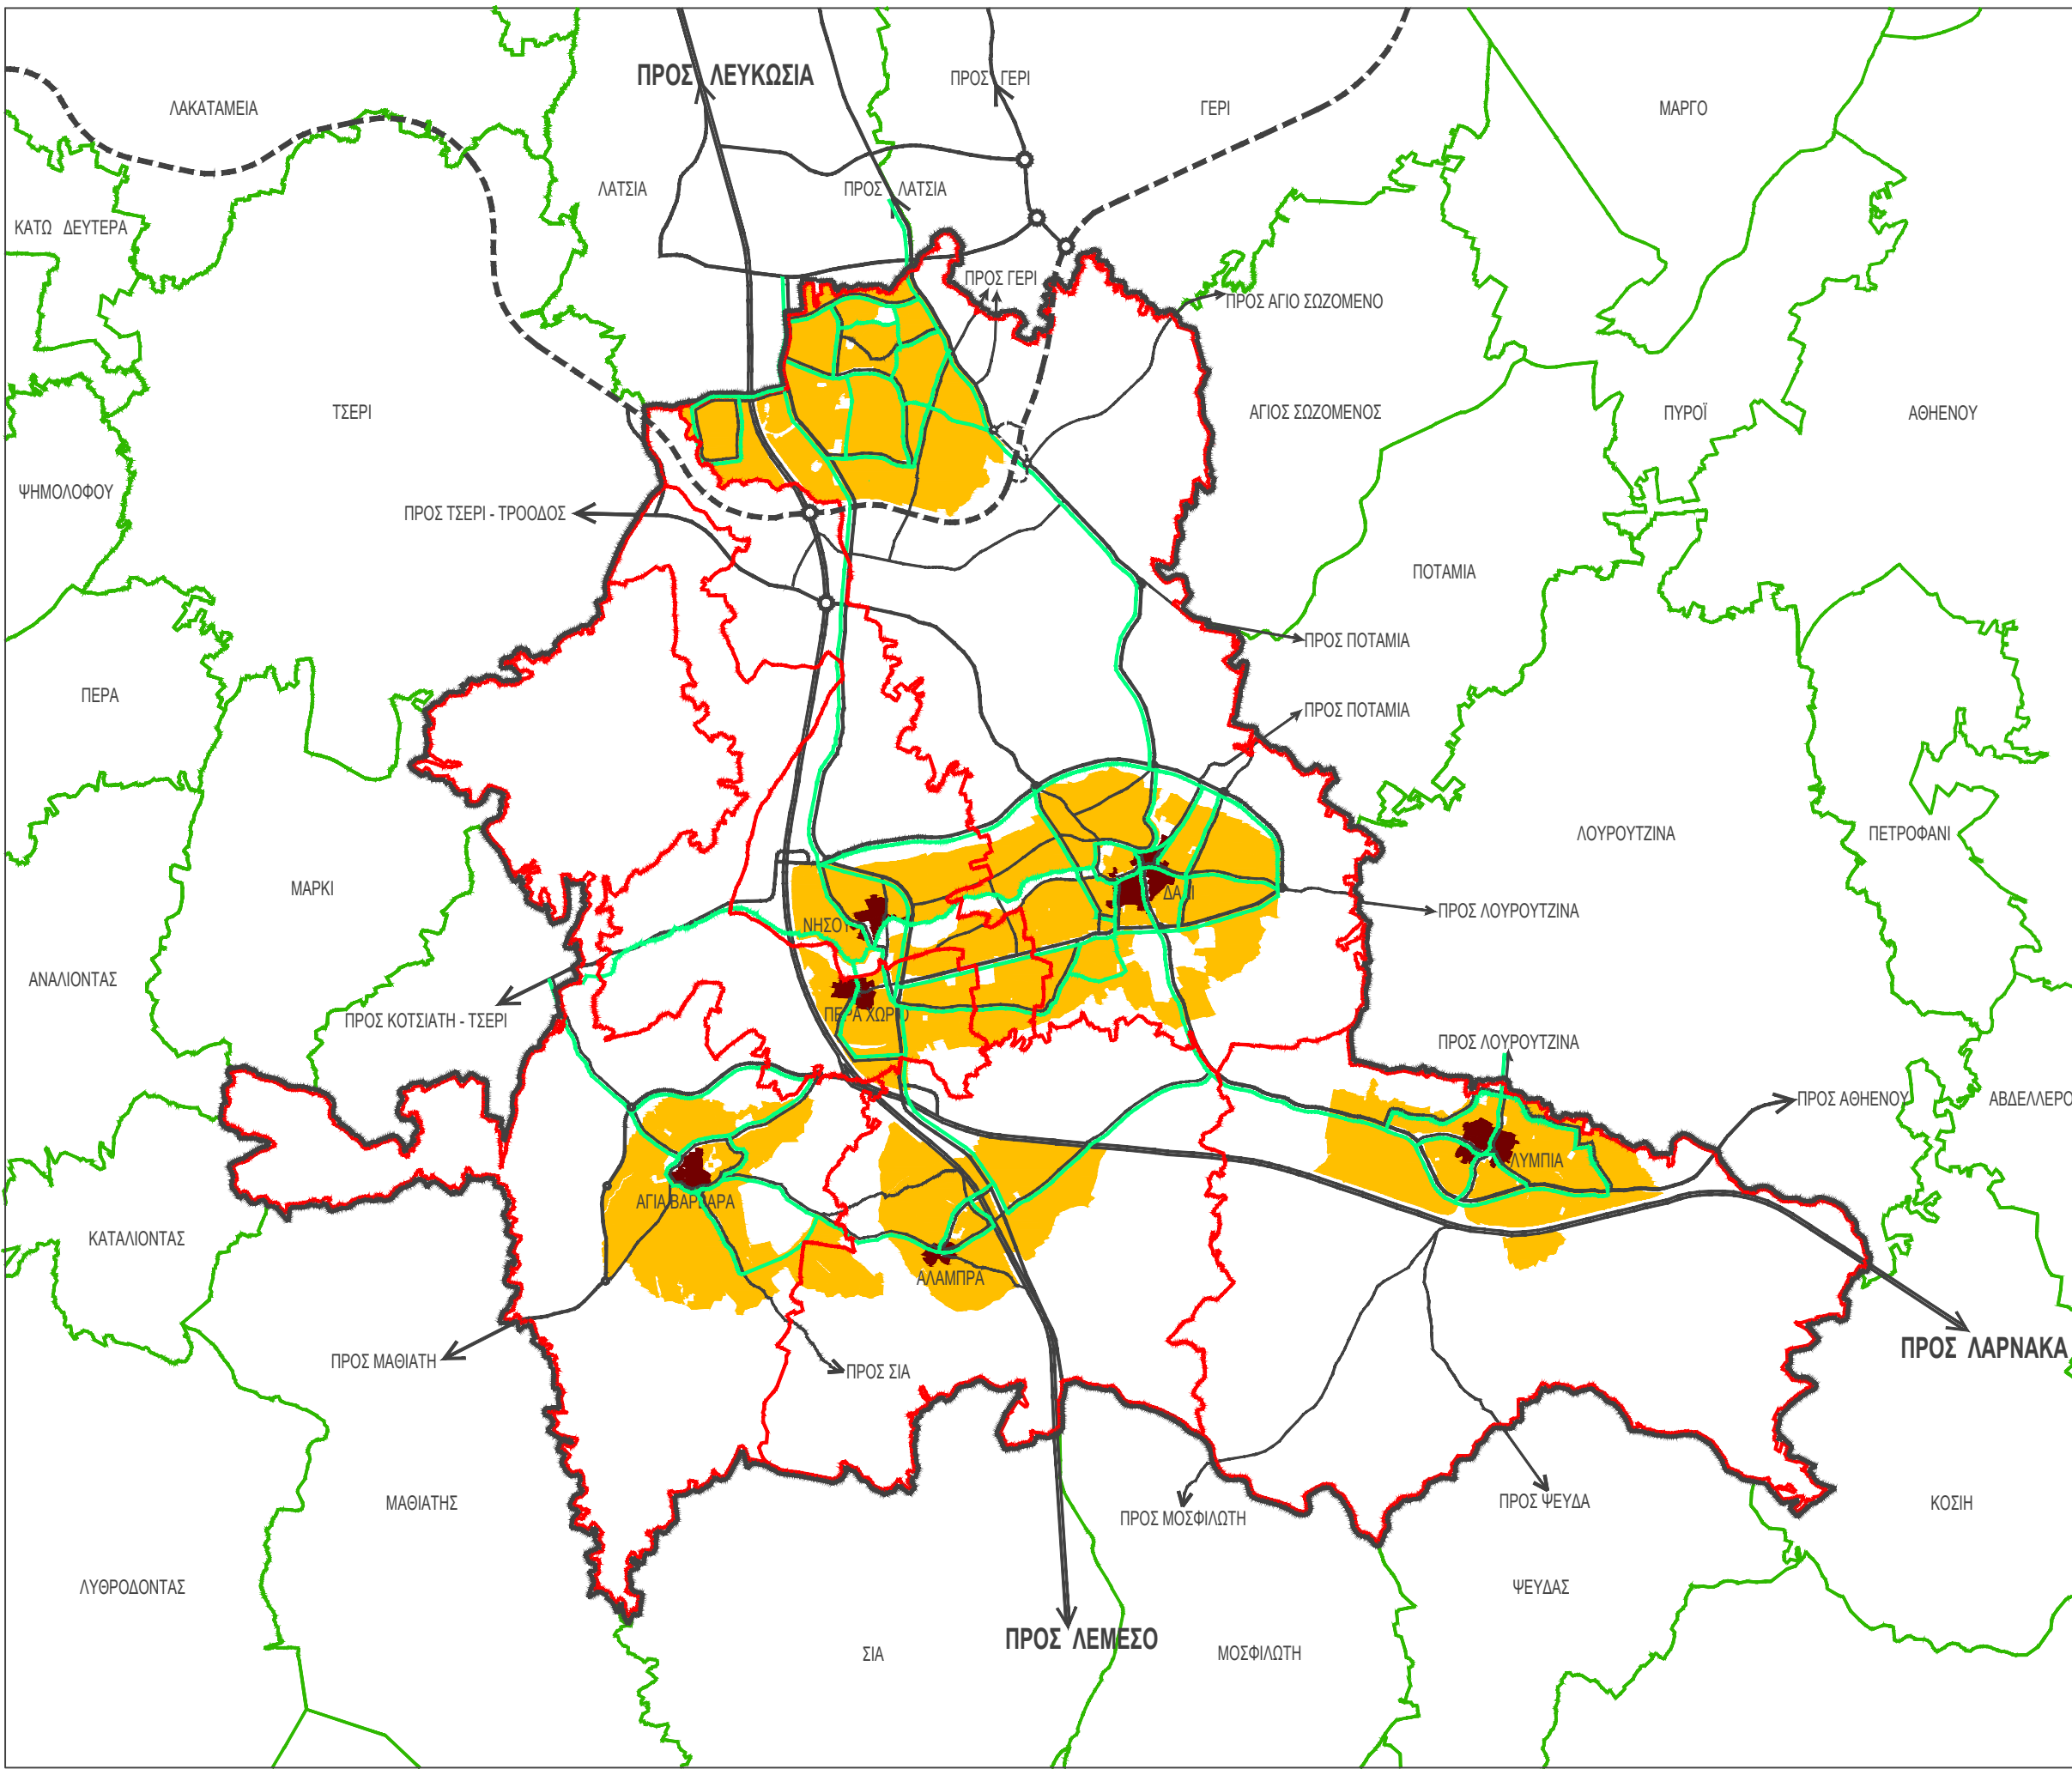 ΠΡΟΣ ΛΕΥΚΩΣΙΑ
ΠΡΟΣ ΓΕΡΙ
ΛΑΚΑΤΑΜΕΙΑ
ΓΕΡΙ
ΜΑΡΓΟ
ΛΑΤΣΙΑ
ΠΡΟΣ ΛΑΤΣΙΑ
ΚΑΤΩ ΔΕΥΤΕΡΑ
ΠΡΟΣ ΓΕΡΙ
ΠΡΟΣ ΑΓΙΟ ΣΩΖΟΜΕΝΟ
ΤΣΕΡΙ
ΑΓΙΟΣ ΣΩΖΟΜΕΝΟΣ
ΠΥΡΟΪ
ΑΘΗΕΝΟΥ
ΨΗΜΟΛΟΦΟΥ
ΠΡΟΣ ΤΣΕΡΙ - ΤΡΟΟΔΟΣ
ΠΟΤΑΜΙΑ
ΠΡΟΣ ΠΟΤΑΜΙΑ
ΠΕΡΑ
ΠΡΟΣ ΠΟΤΑΜΙΑ
ΛΟΥΡΟΥΤΖΙΝΑ
ΠΕΤΡΟΦΑΝΙ
ΜΑΡΚΙ
ΔΑΛΙ
ΠΡΟΣ ΛΟΥΡΟΥΤΖΙΝΑ
ΝΗΣΟΥ
ΑΝΑΛΙΟΝΤΑΣ
ΠΕΡΑ ΧΩΡΙΟ
ΠΡΟΣ ΚΟΤΣΙΑΤΗ - ΤΣΕΡΙ
ΠΡΟΣ ΛΟΥΡΟΥΤΖΙΝΑ
ΠΡΟΣ ΑΘΗΕΝΟΥ
ΑΒΔΕΛΛΕΡΟ
ΛΥΜΠΙΑ
ΑΓΙΑ ΒΑΡΒΑΡΑ
ΚΑΤΑΛΙΟΝΤΑΣ
ΑΛΑΜΠΡΑ
ΠΡΟΣ ΛΑΡΝΑΚΑ
ΠΡΟΣ ΜΑΘΙΑΤΗ
ΠΡΟΣ ΣΙΑ
ΜΑΘΙΑΤΗΣ
ΠΡΟΣ ΨΕΥΔΑ
ΚΟΣΙΗ
ΠΡΟΣ ΜΟΣΦΙΛΩΤΗ
ΛΥΘΡΟΔΟΝΤΑΣ
ΨΕΥΔΑΣ
ΠΡΟΣ ΛΕΜΕΣΟ
ΣΙΑ
ΜΟΣΦΙΛΩΤΗ